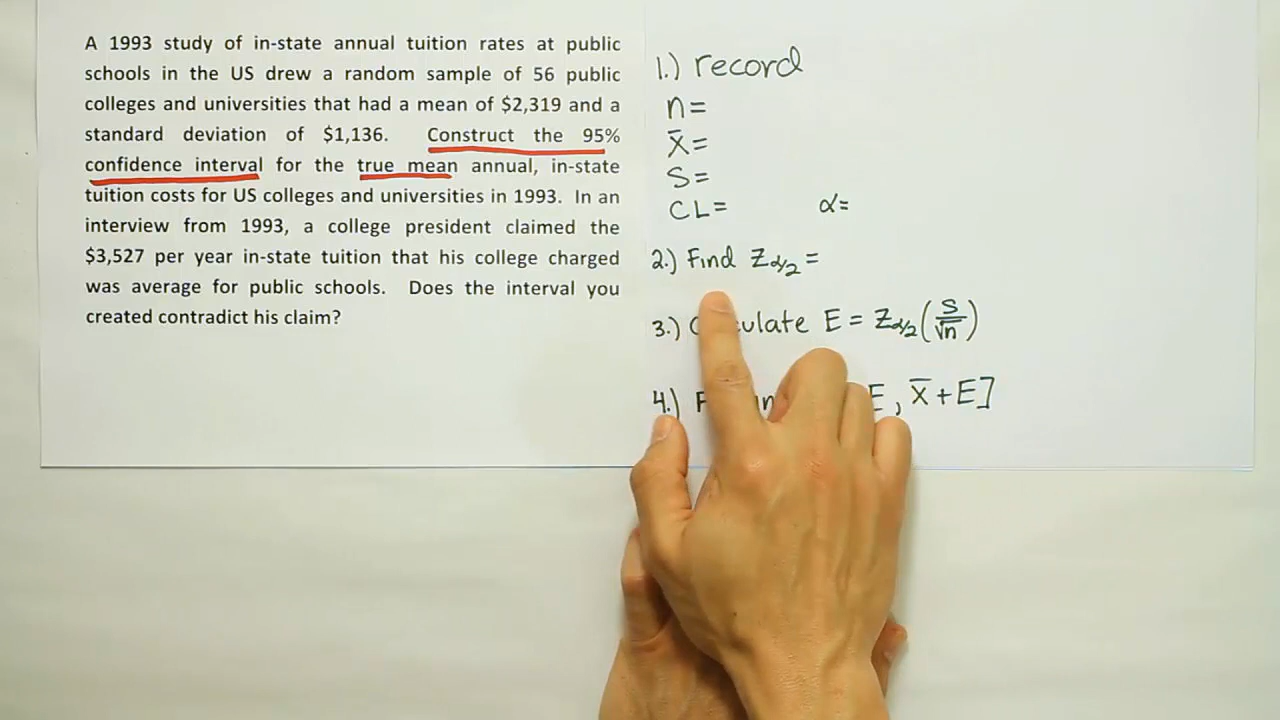 A 1993 study of in-state annual tuition rates at public
schools in the US drew a random sample of 56 public
colleges and universities that had a mean of $2,319 and a
standard deviation of $1,136. Construct the 95%
confidence interval for the true mean annual, in-state
tuition costs for US colleges and universities in 1993. In an
interview from 1993, a college president claimed the
$3,527 per year in-state tuition that his college charged
was average for public schools. Does the interval you
created contradict his claim?
1.) record
n=
x̄=
S=
CL= α=
2.) Find Zα/2=
3.) E = Zα/2(S/√n)
4.) E, x̄+E]